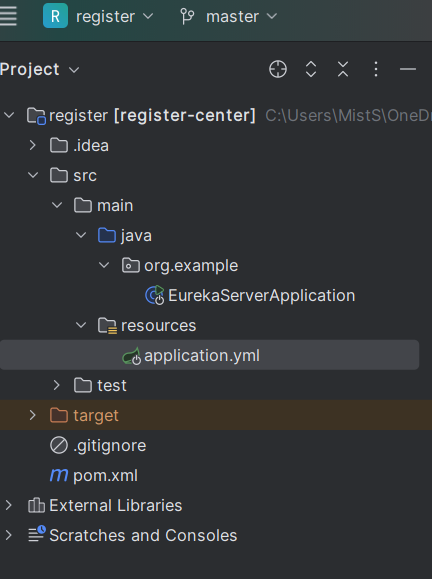 R register master
Project
register [register-center] C:\Users\MistS\OneDr
.idea
src
main
java
org.example
EurekaServerApplication
resources
application.yml
test
target
.gitignore
m pom.xml
External Libraries
Scratches and Consoles